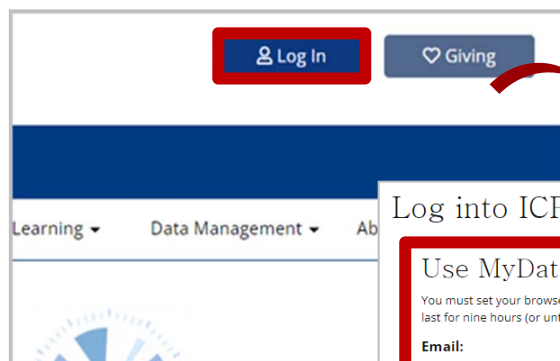 Log In
Giving
Learning
Data Management
Ab
Log into ICP
Use MyDat
You must set your browse
last for nine hours (or unt
Email: